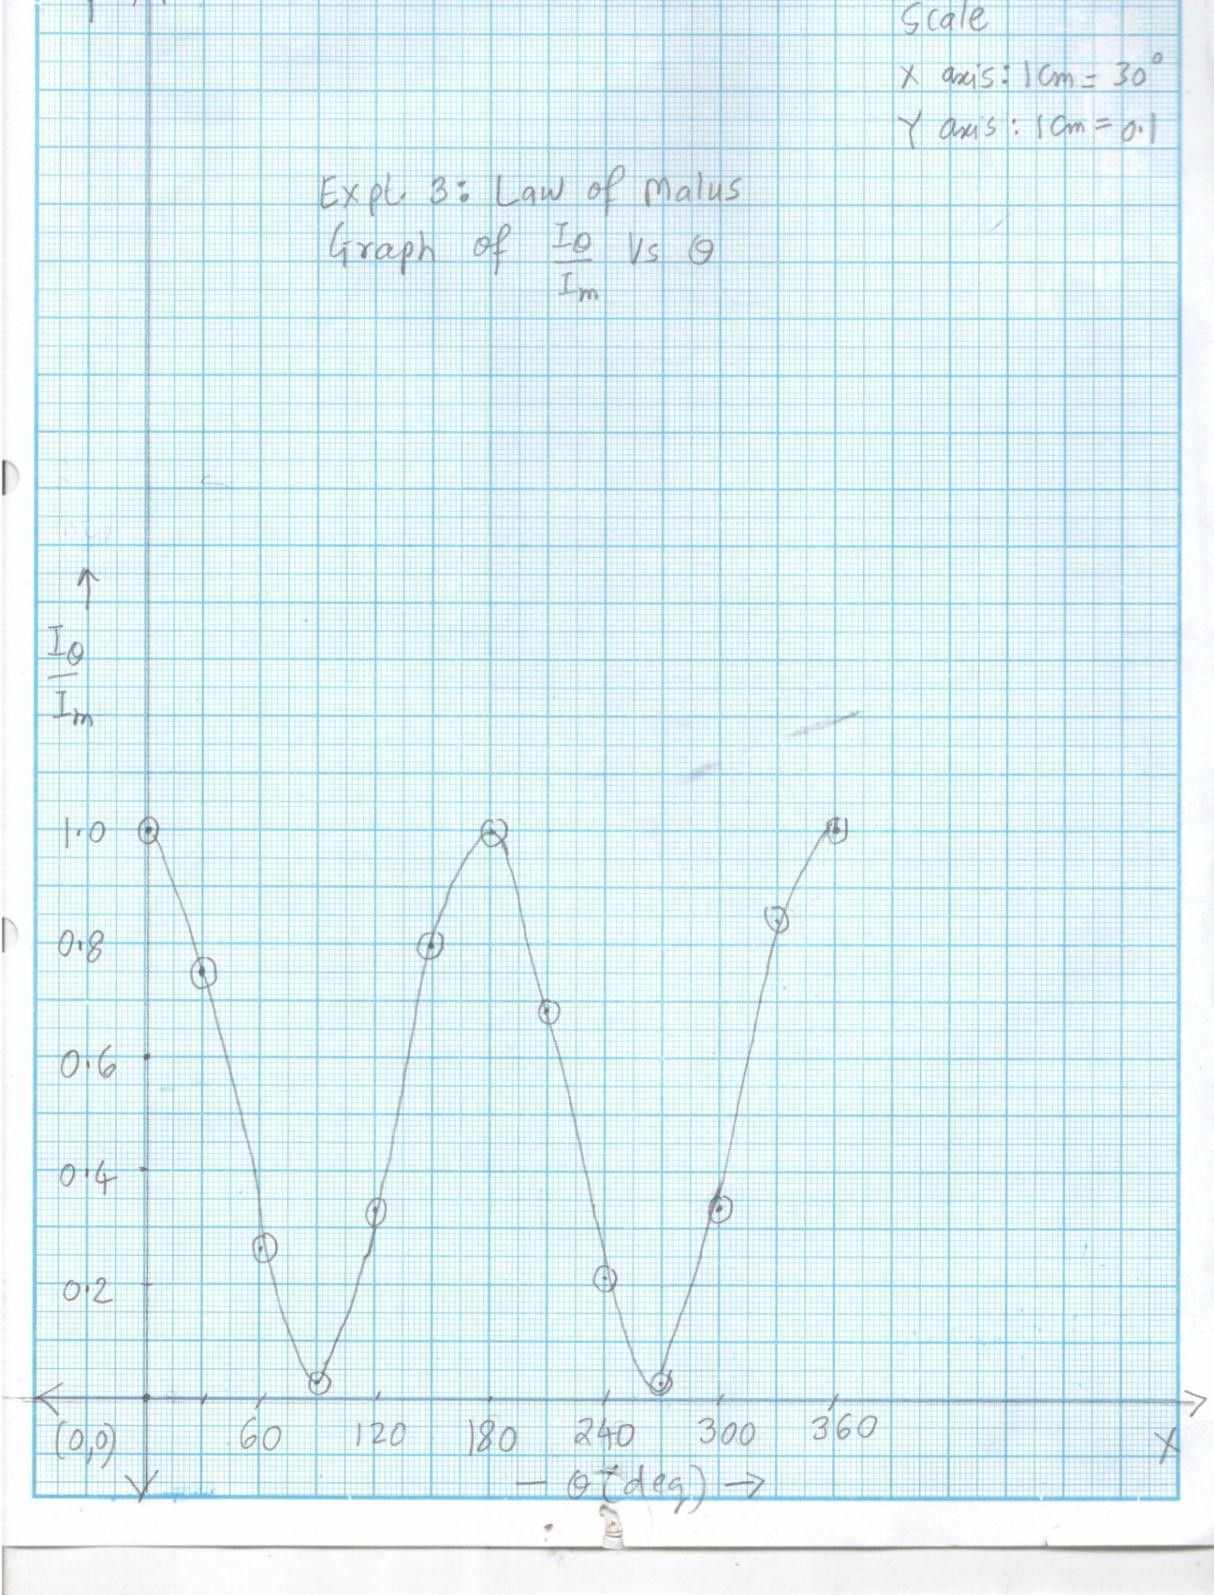 Scale
X axis: 1cm = 30°
Y axis: 1cm = 0.1
Expt. 3: Law of Malus
Graph of Iθ/Im Vs θ
↑
Iθ
Im
1.0
0.8
0.6
0.4
0.2
(0,0) 60 120 180 240 300 360 X
— θ (deg) →